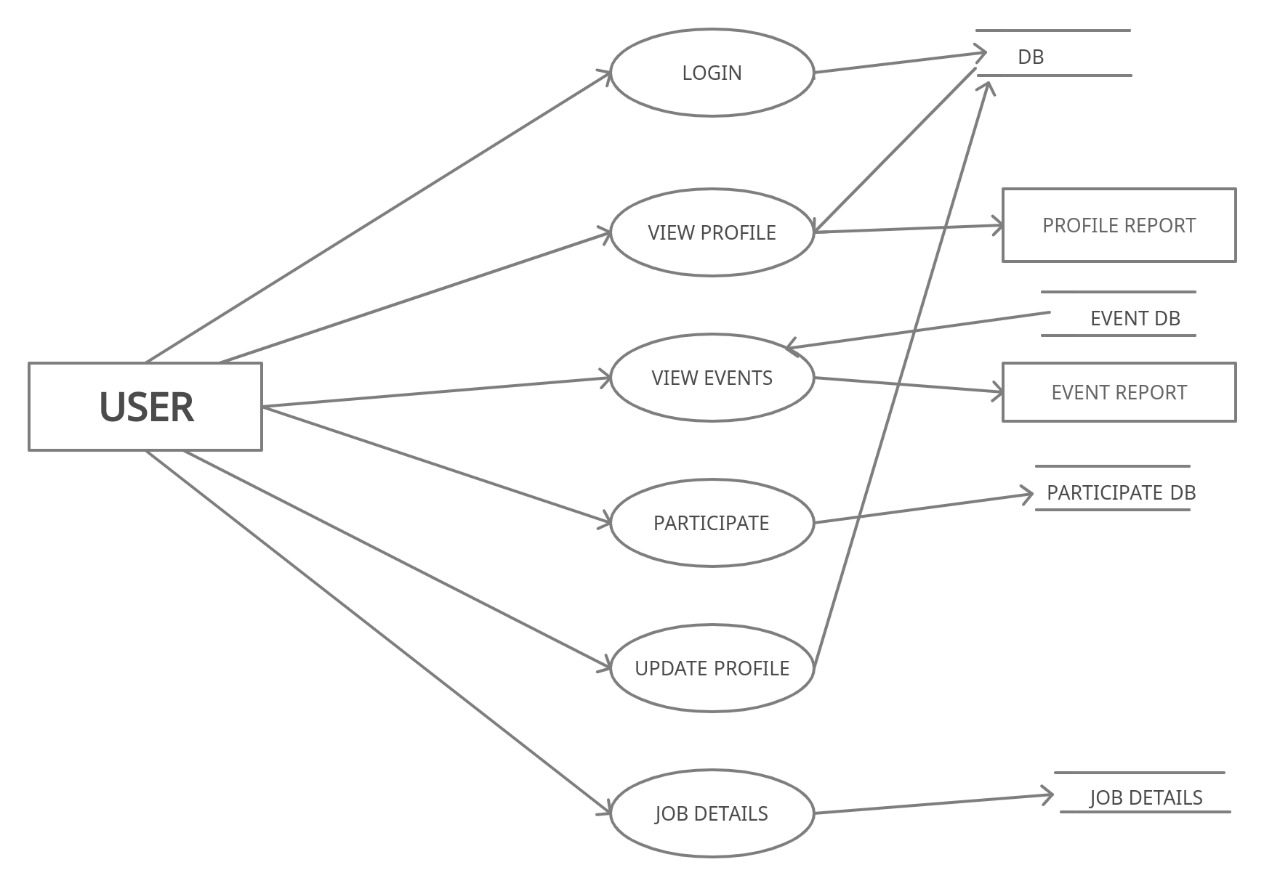 LOGIN
DB
VIEW PROFILE
PROFILE REPORT
EVENT DB
VIEW EVENTS
EVENT REPORT
USER
PARTICIPATE
PARTICIPATE DB
UPDATE PROFILE
JOB DETAILS
JOB DETAILS